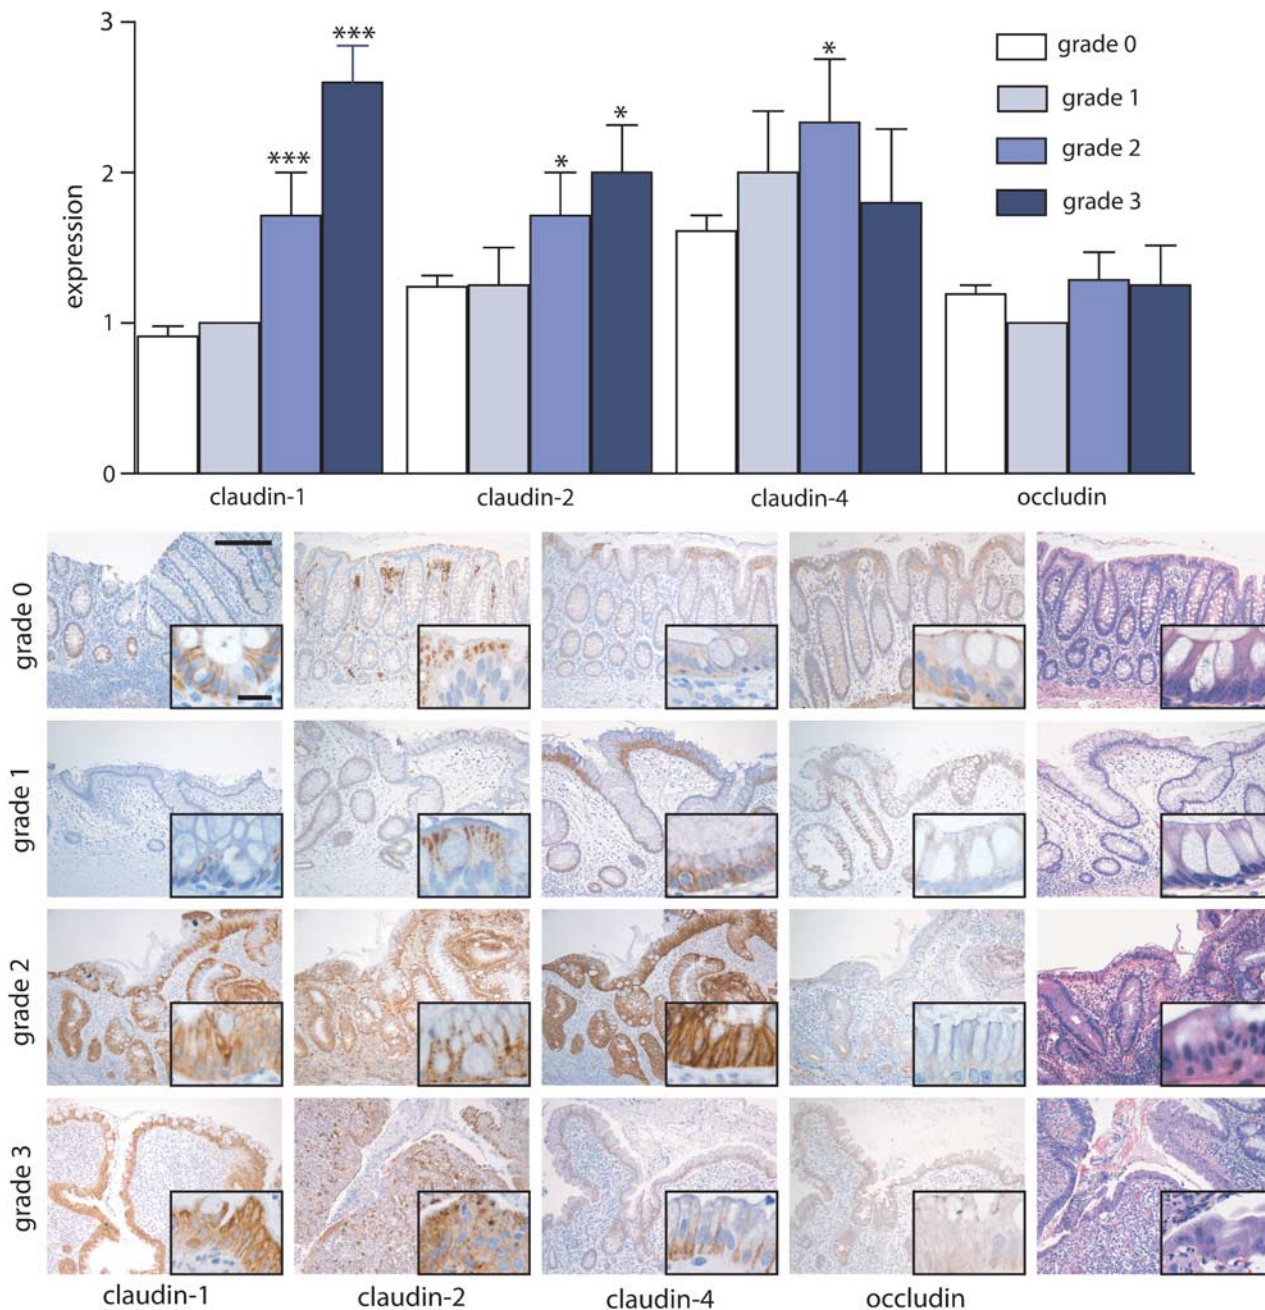 3
2
1
0
expression
***
***
*
*
*
grade 0
grade 1
grade 2
grade 3
claudin-1
claudin-2
claudin-4
occludin
grade 0
grade 1
grade 2
grade 3
claudin-1
claudin-2
claudin-4
occludin